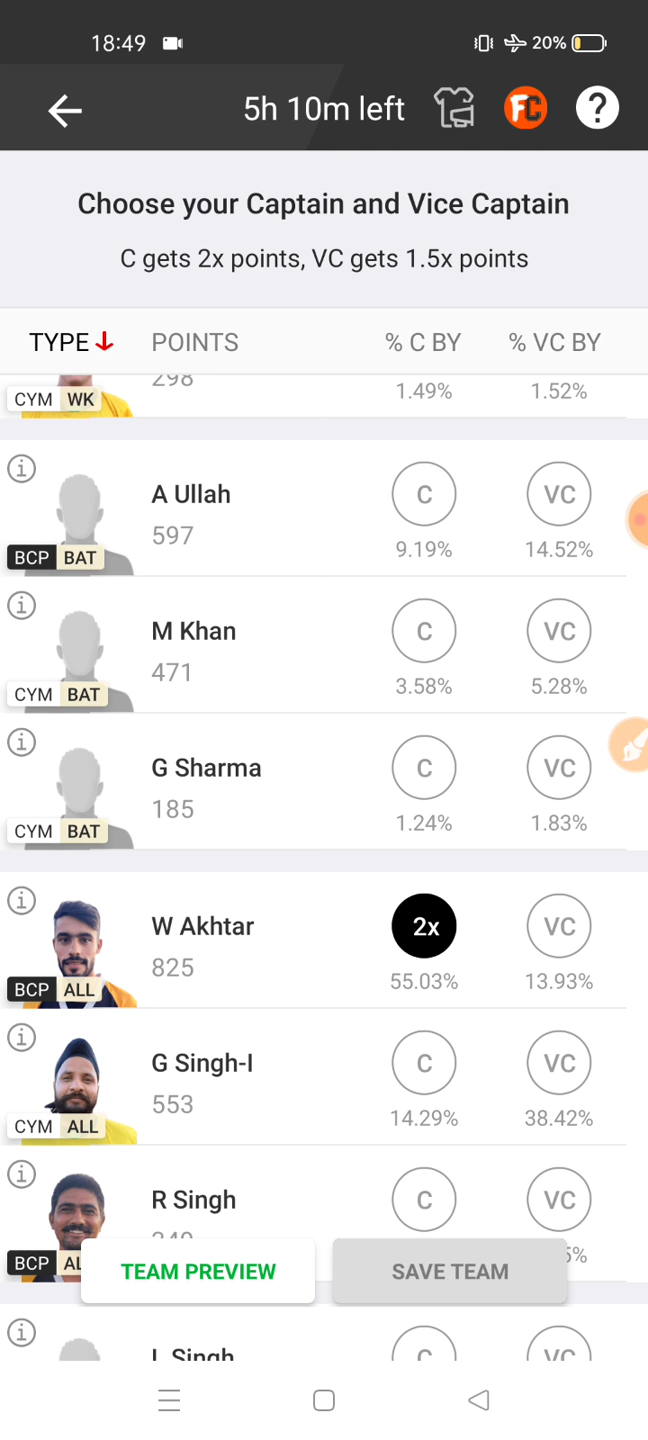 18:49 20%
5h 10m left FC ?
Choose your Captain and Vice Captain
C gets 2x points, VC gets 1.5x points
TYPE POINTS % C BY % VC BY
298
CYM WK 1.49% 1.52%
A Ullah C VC
597
BCP BAT 9.19% 14.52%
M Khan C VC
471
CYM BAT 3.58% 5.28%
G Sharma C VC
185
CYM BAT 1.24% 1.83%
W Akhtar 2x VC
825
BCP ALL 55.03% 13.93%
G Singh-I C VC
553
CYM ALL 14.29% 38.42%
R Singh C VC
BCP
TEAM PREVIEW SAVE TEAM
L Singh C VC